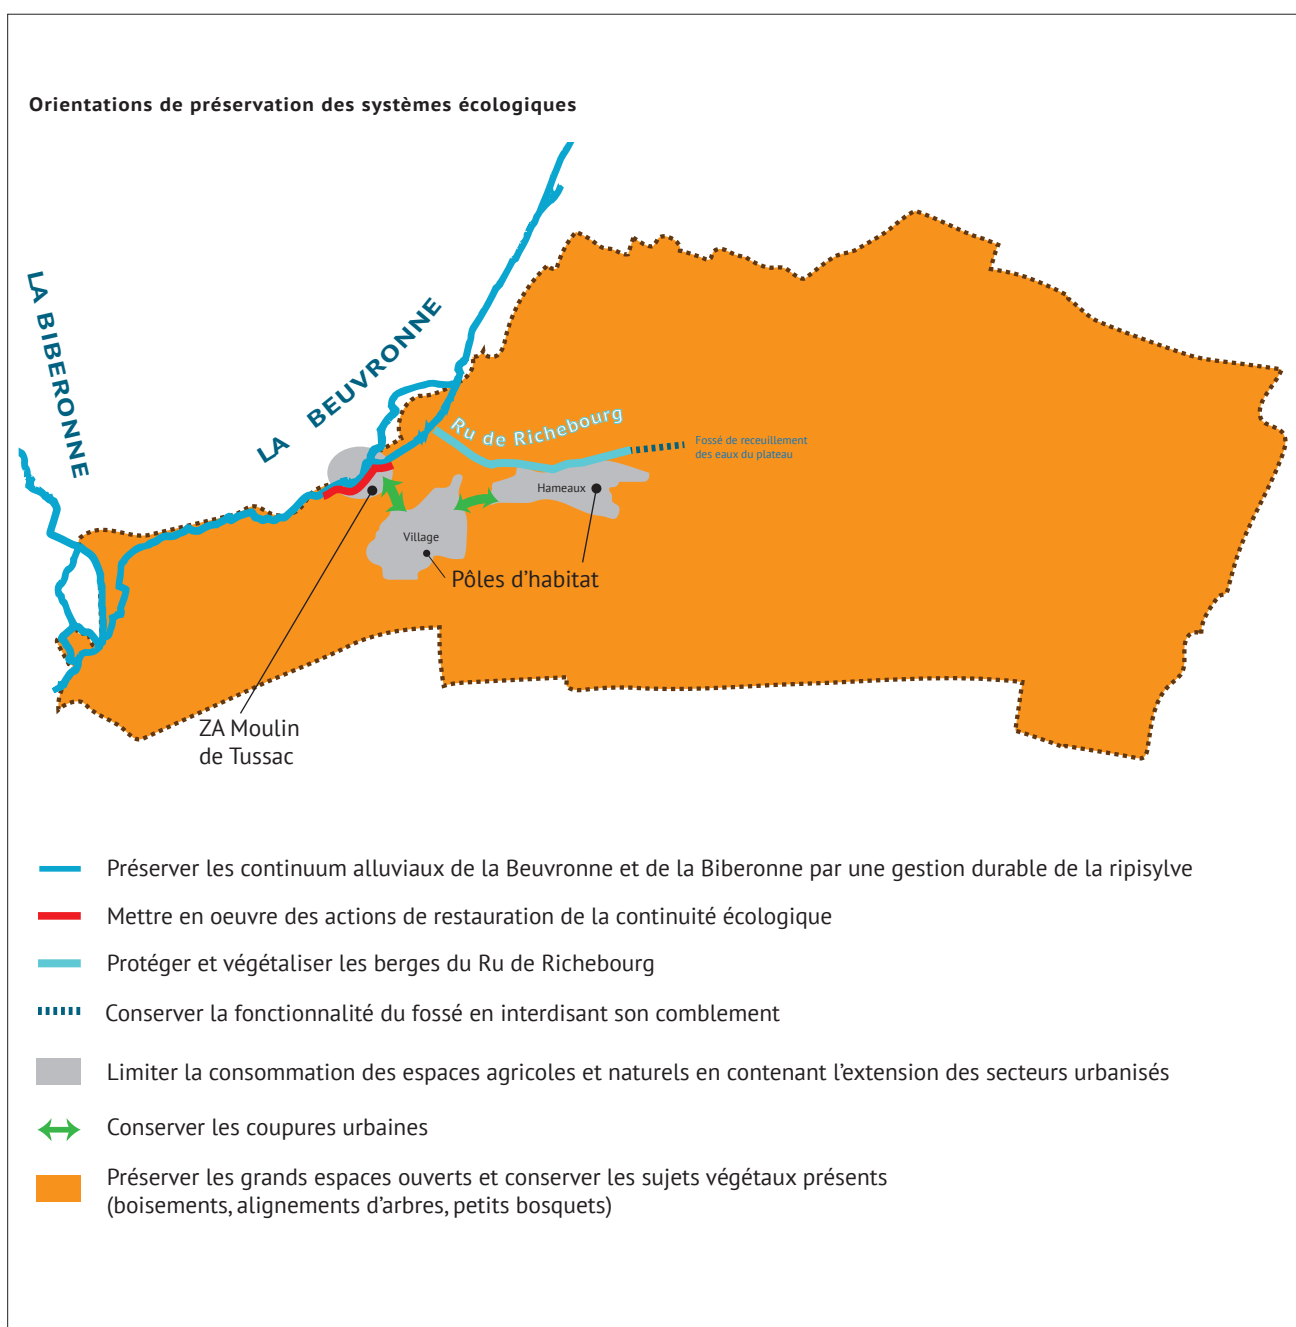 Orientations de préservation des systèmes écologiques
LA BIBERONNE
LA BEUVRONNE
Ru de Richebourg
Fossé de receuillement
des eaux du plateau
Hameaux
Village
Pôles d’habitat
ZA Moulin
de Tussac
Préserver les continuum alluviaux de la Beuvronne et de la Biberonne par une gestion durable de la ripisylve
Mettre en oeuvre des actions de restauration de la continuité écologique
Protéger et végétaliser les berges du Ru de Richebourg
Conserver la fonctionnalité du fossé en interdisant son comblement
Limiter la consommation des espaces agricoles et naturels en contenant l’extension des secteurs urbanisés
Conserver les coupures urbaines
Préserver les grands espaces ouverts et conserver les sujets végétaux présents
(boisements, alignements d’arbres, petits bosquets)